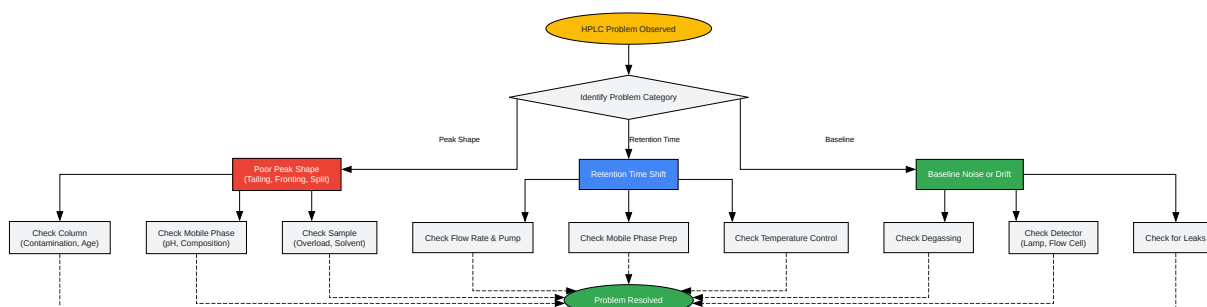 HPLC Problem Observed
Identify Problem Category
Peak Shape
Retention Time
Baseline
Poor Peak Shape
(Tailing, Fronting, Split)
Retention Time Shift
Baseline Noise or Drift
Check Column
(Contamination, Age)
Check Mobile Phase
(pH, Composition)
Check Sample
(Overload, Solvent)
Check Flow Rate & Pump
Check Mobile Phase Prep
Check Temperature Control
Check Degassing
Check Detector
(Lamp, Flow Cell)
Check for Leaks
Problem Resolved